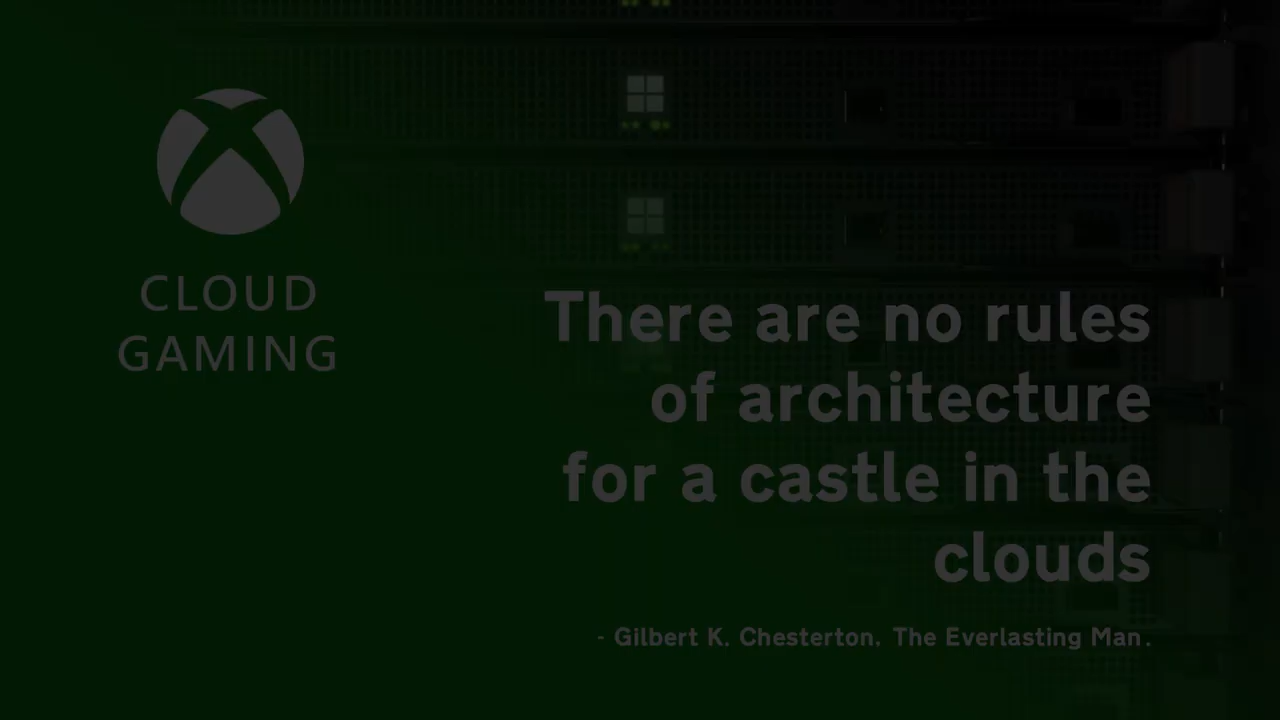 CLOUD
GAMING
There are no rules
of architecture
for a castle in the
clouds
- Gilbert K. Chesterton. The Everlasting Man.